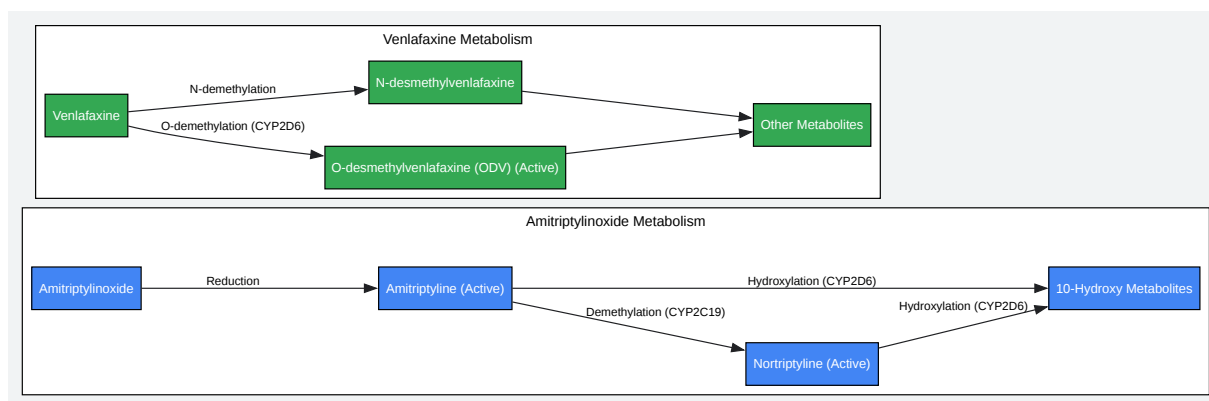 Venlafaxine Metabolism
N-desmethylvenlafaxine
N-demethylation
Venlafaxine
O-demethylation (CYP2D6)
Other Metabolites
O-desmethylvenlafaxine (ODV) (Active)
Amitriptylinoxide Metabolism
Amitriptylinoxide
Reduction
Amitriptyline (Active)
Hydroxylation (CYP2D6)
10-Hydroxy Metabolites
Demethylation (CYP2C19)
Hydroxylation (CYP2D6)
Nortriptyline (Active)